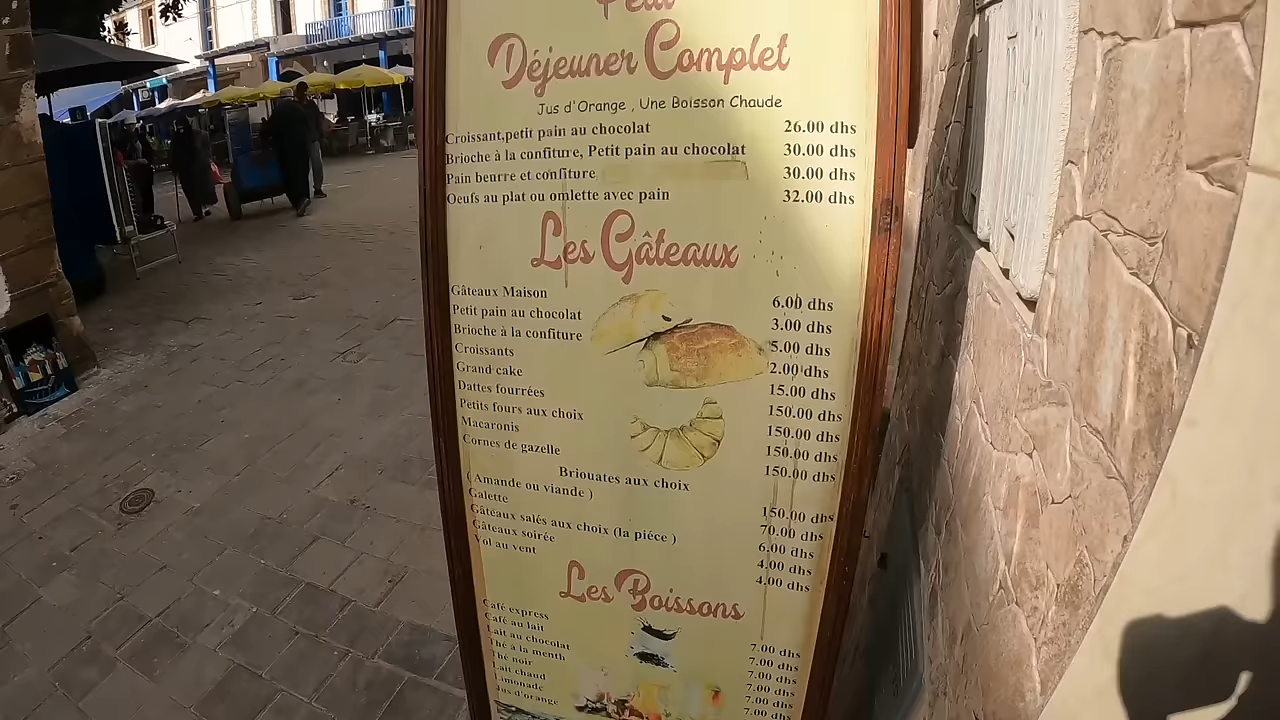 Petit
Déjeuner Complet
Jus d'Orange , Une Boisson Chaude
Croissant,petit pain au chocolat 26.00 dhs
Brioche à la confiture, Petit pain au chocolat 30.00 dhs
Pain beurre et confiture 30.00 dhs
Oeufs au plat ou omlette avec pain 32.00 dhs
Les Gâteaux
Gâteaux Maison 6.00 dhs
Petit pain au chocolat 3.00 dhs
Brioche à la confiture 5.00 dhs
Croissants 2.00 dhs
Grand cake 15.00 dhs
Dattes fourrées 150.00 dhs
Petits fours aux choix 150.00 dhs
Macaronis 150.00 dhs
Cornes de gazelle 150.00 dhs
Briouates aux choix
( Amande ou viande ) 150.00 dhs
Galette 70.00 dhs
Gâteaux salés aux choix (la piéce ) 6.00 dhs
Gâteaux soirée 4.00 dhs
Vol au vent 4.00 dhs
Les Boissons
Café express 7.00 dhs
Café au lait 7.00 dhs
Lait au chocolat 7.00 dhs
Thé à la menth 7.00 dhs
Thé noir 7.00 dhs
Lait chaud 7.00 dhs
Limonade
Jus d'orange